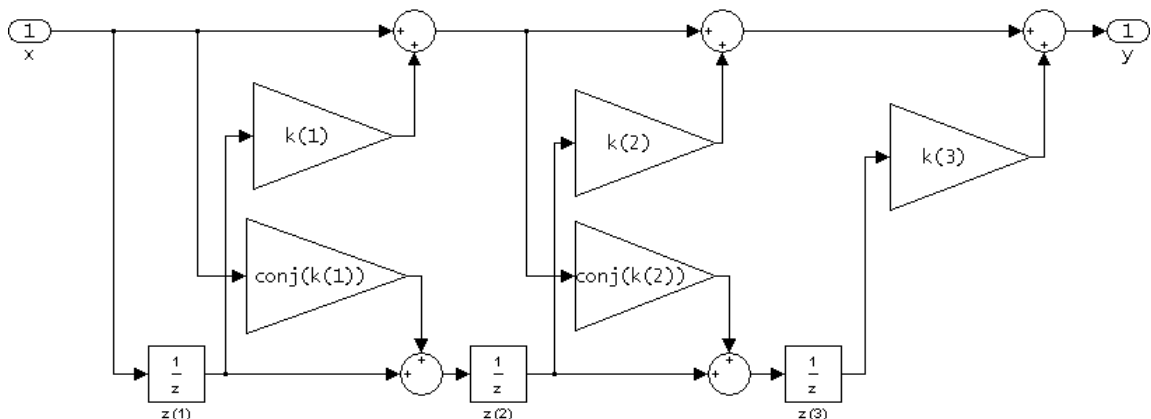 1
x
+
+
+
+
+
+
1
y
k(1)
k(2)
k(3)
conj(k(1))
conj(k(2))
1
z
z(1)
+
+
1
z
z(2)
+
+
1
z
z(3)